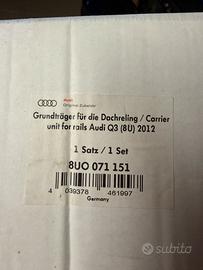 Audi
Original Zubehör
Grundträger für die Dachreling / Carrier
unit for rails Audi Q3 (8U) 2012
1 Satz / 1 Set
8U0 071 151
4 039378 461997
Germany
subito